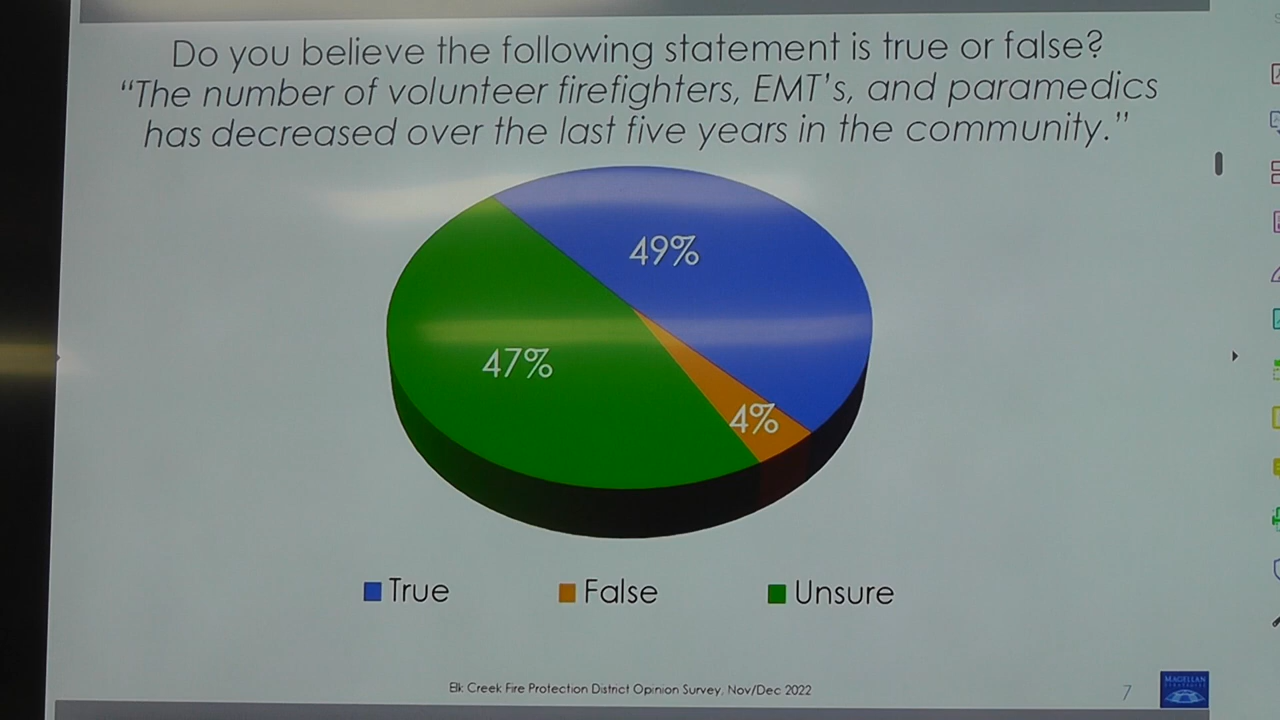 Do you believe the following statement is true or false?
“The number of volunteer firefighters, EMT's, and paramedics
has decreased over the last five years in the community.”
49%
47%
4%
True
False
Unsure
Elk Creek Fire Protection District Opinion Survey, Nov/Dec 2022
7
MAGELLAN